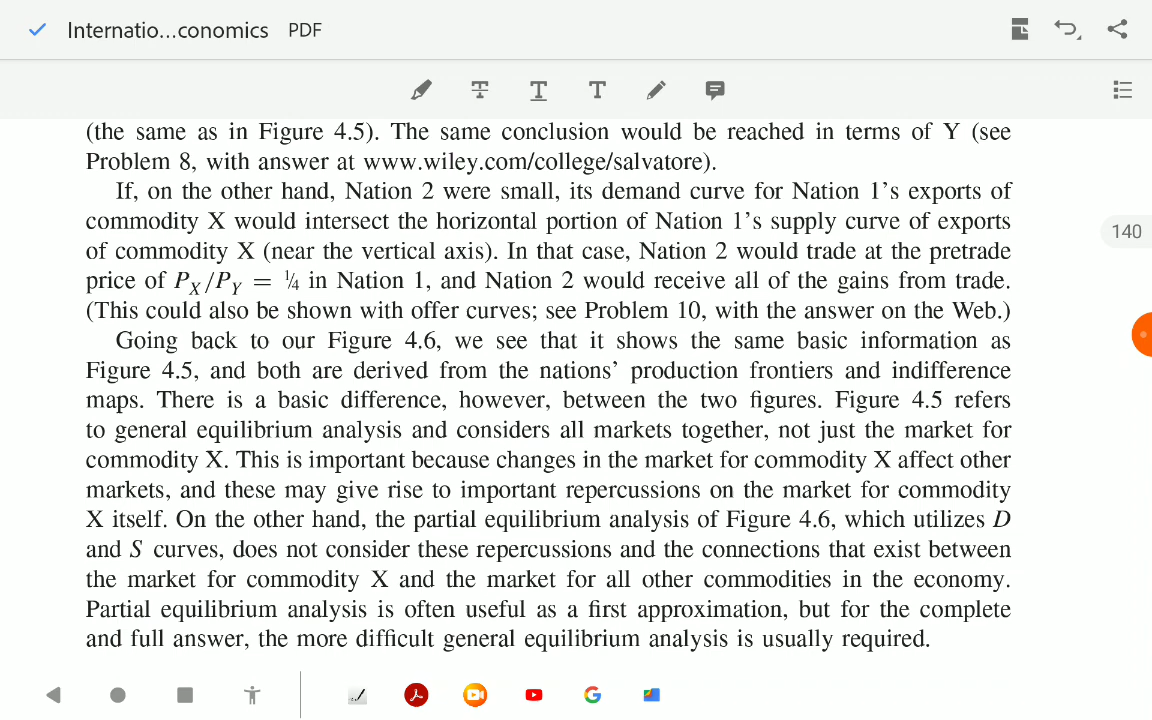 Internatio...conomics PDF
(the same as in Figure 4.5). The same conclusion would be reached in terms of Y (see
Problem 8, with answer at www.wiley.com/college/salvatore).
If, on the other hand, Nation 2 were small, its demand curve for Nation 1's exports of
commodity X would intersect the horizontal portion of Nation 1's supply curve of exports
of commodity X (near the vertical axis). In that case, Nation 2 would trade at the pretrade
price of PX/PY = ¼ in Nation 1, and Nation 2 would receive all of the gains from trade.
(This could also be shown with offer curves; see Problem 10, with the answer on the Web.)
Going back to our Figure 4.6, we see that it shows the same basic information as
Figure 4.5, and both are derived from the nations' production frontiers and indifference
maps. There is a basic difference, however, between the two figures. Figure 4.5 refers
to general equilibrium analysis and considers all markets together, not just the market for
commodity X. This is important because changes in the market for commodity X affect other
markets, and these may give rise to important repercussions on the market for commodity
X itself. On the other hand, the partial equilibrium analysis of Figure 4.6, which utilizes D
and S curves, does not consider these repercussions and the connections that exist between
the market for commodity X and the market for all other commodities in the economy.
Partial equilibrium analysis is often useful as a first approximation, but for the complete
and full answer, the more difficult general equilibrium analysis is usually required.
140